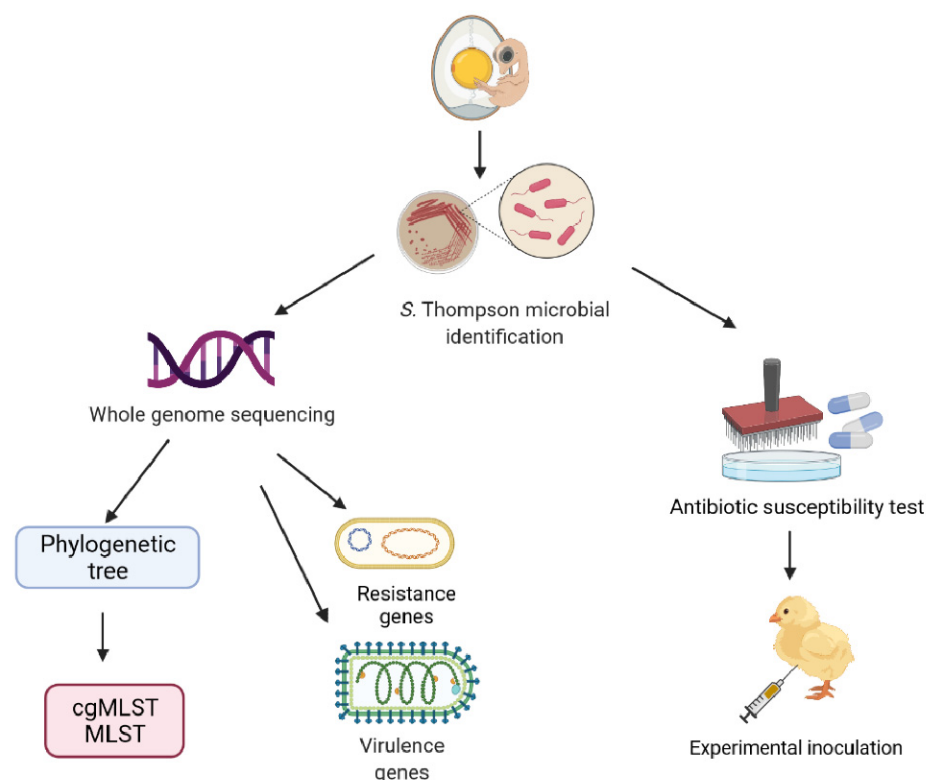 S. Thompson microbial
identification
Whole genome sequencing
Antibiotic susceptibility test
Phylogenetic
tree
Resistance
genes
cgMLST
MLST
Virulence
genes
Experimental inoculation